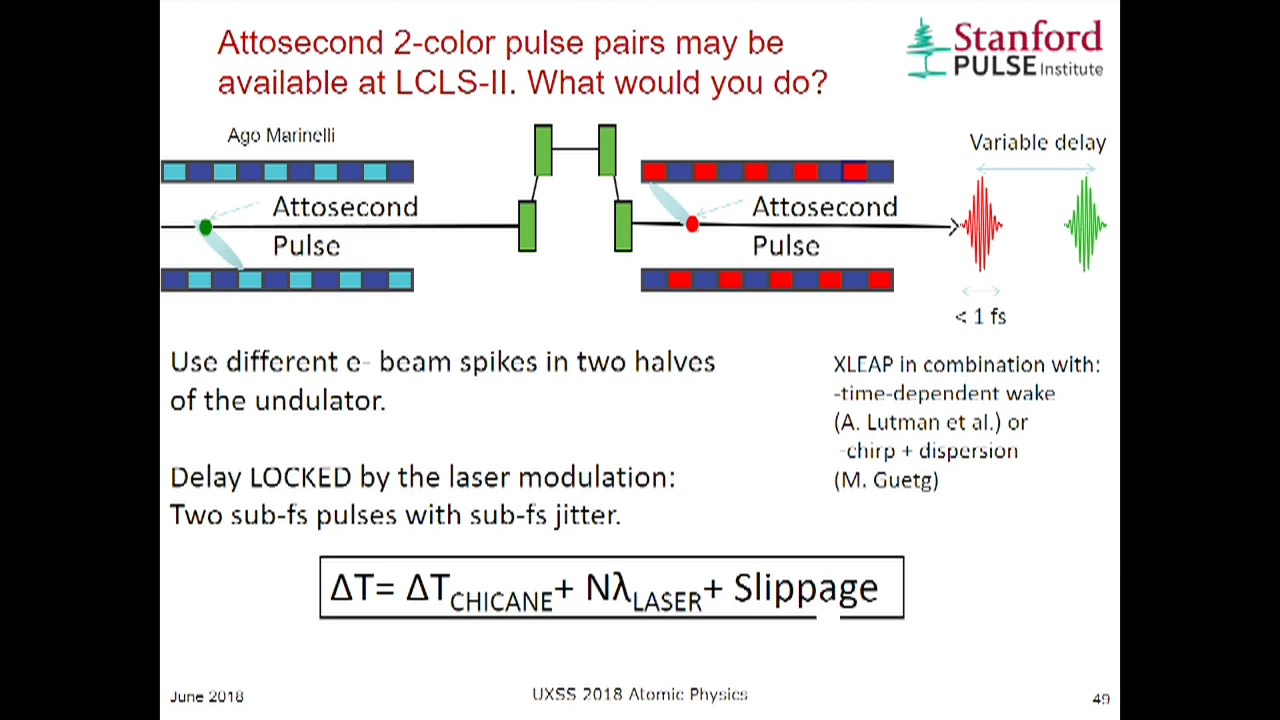 Attosecond 2-color pulse pairs may be
available at LCLS-II. What would you do?
Stanford
PULSE Institute
Ago Marinelli
Variable delay
Attosecond
Pulse
Attosecond
Pulse
< 1 fs
Use different e- beam spikes in two halves
of the undulator.
XLEAP in combination with:
-time-dependent wake
(A. Lutman et al.) or
-chirp + dispersion
(M. Guetg)
Delay LOCKED by the laser modulation:
Two sub-fs pulses with sub-fs jitter.
ΔT= ΔTCHICANE+ NλLASER+ Slippage
June 2018
UXSS 2018 Atomic Physics
49